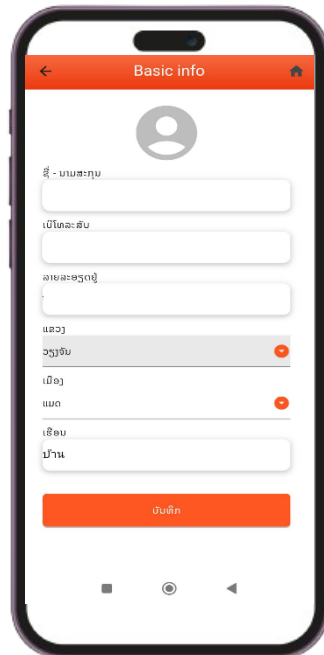 Basic info
ຊື່ - ນາມສະກຸນ
ເບີໂທລະສັບ
ລາຍລະອຽດຢູ່
ແຂວງ
ວຽງຈັນ
ເມືອງ
ແມດ
ເຮືອນ
ບ້ານ
ບັນທຶກ